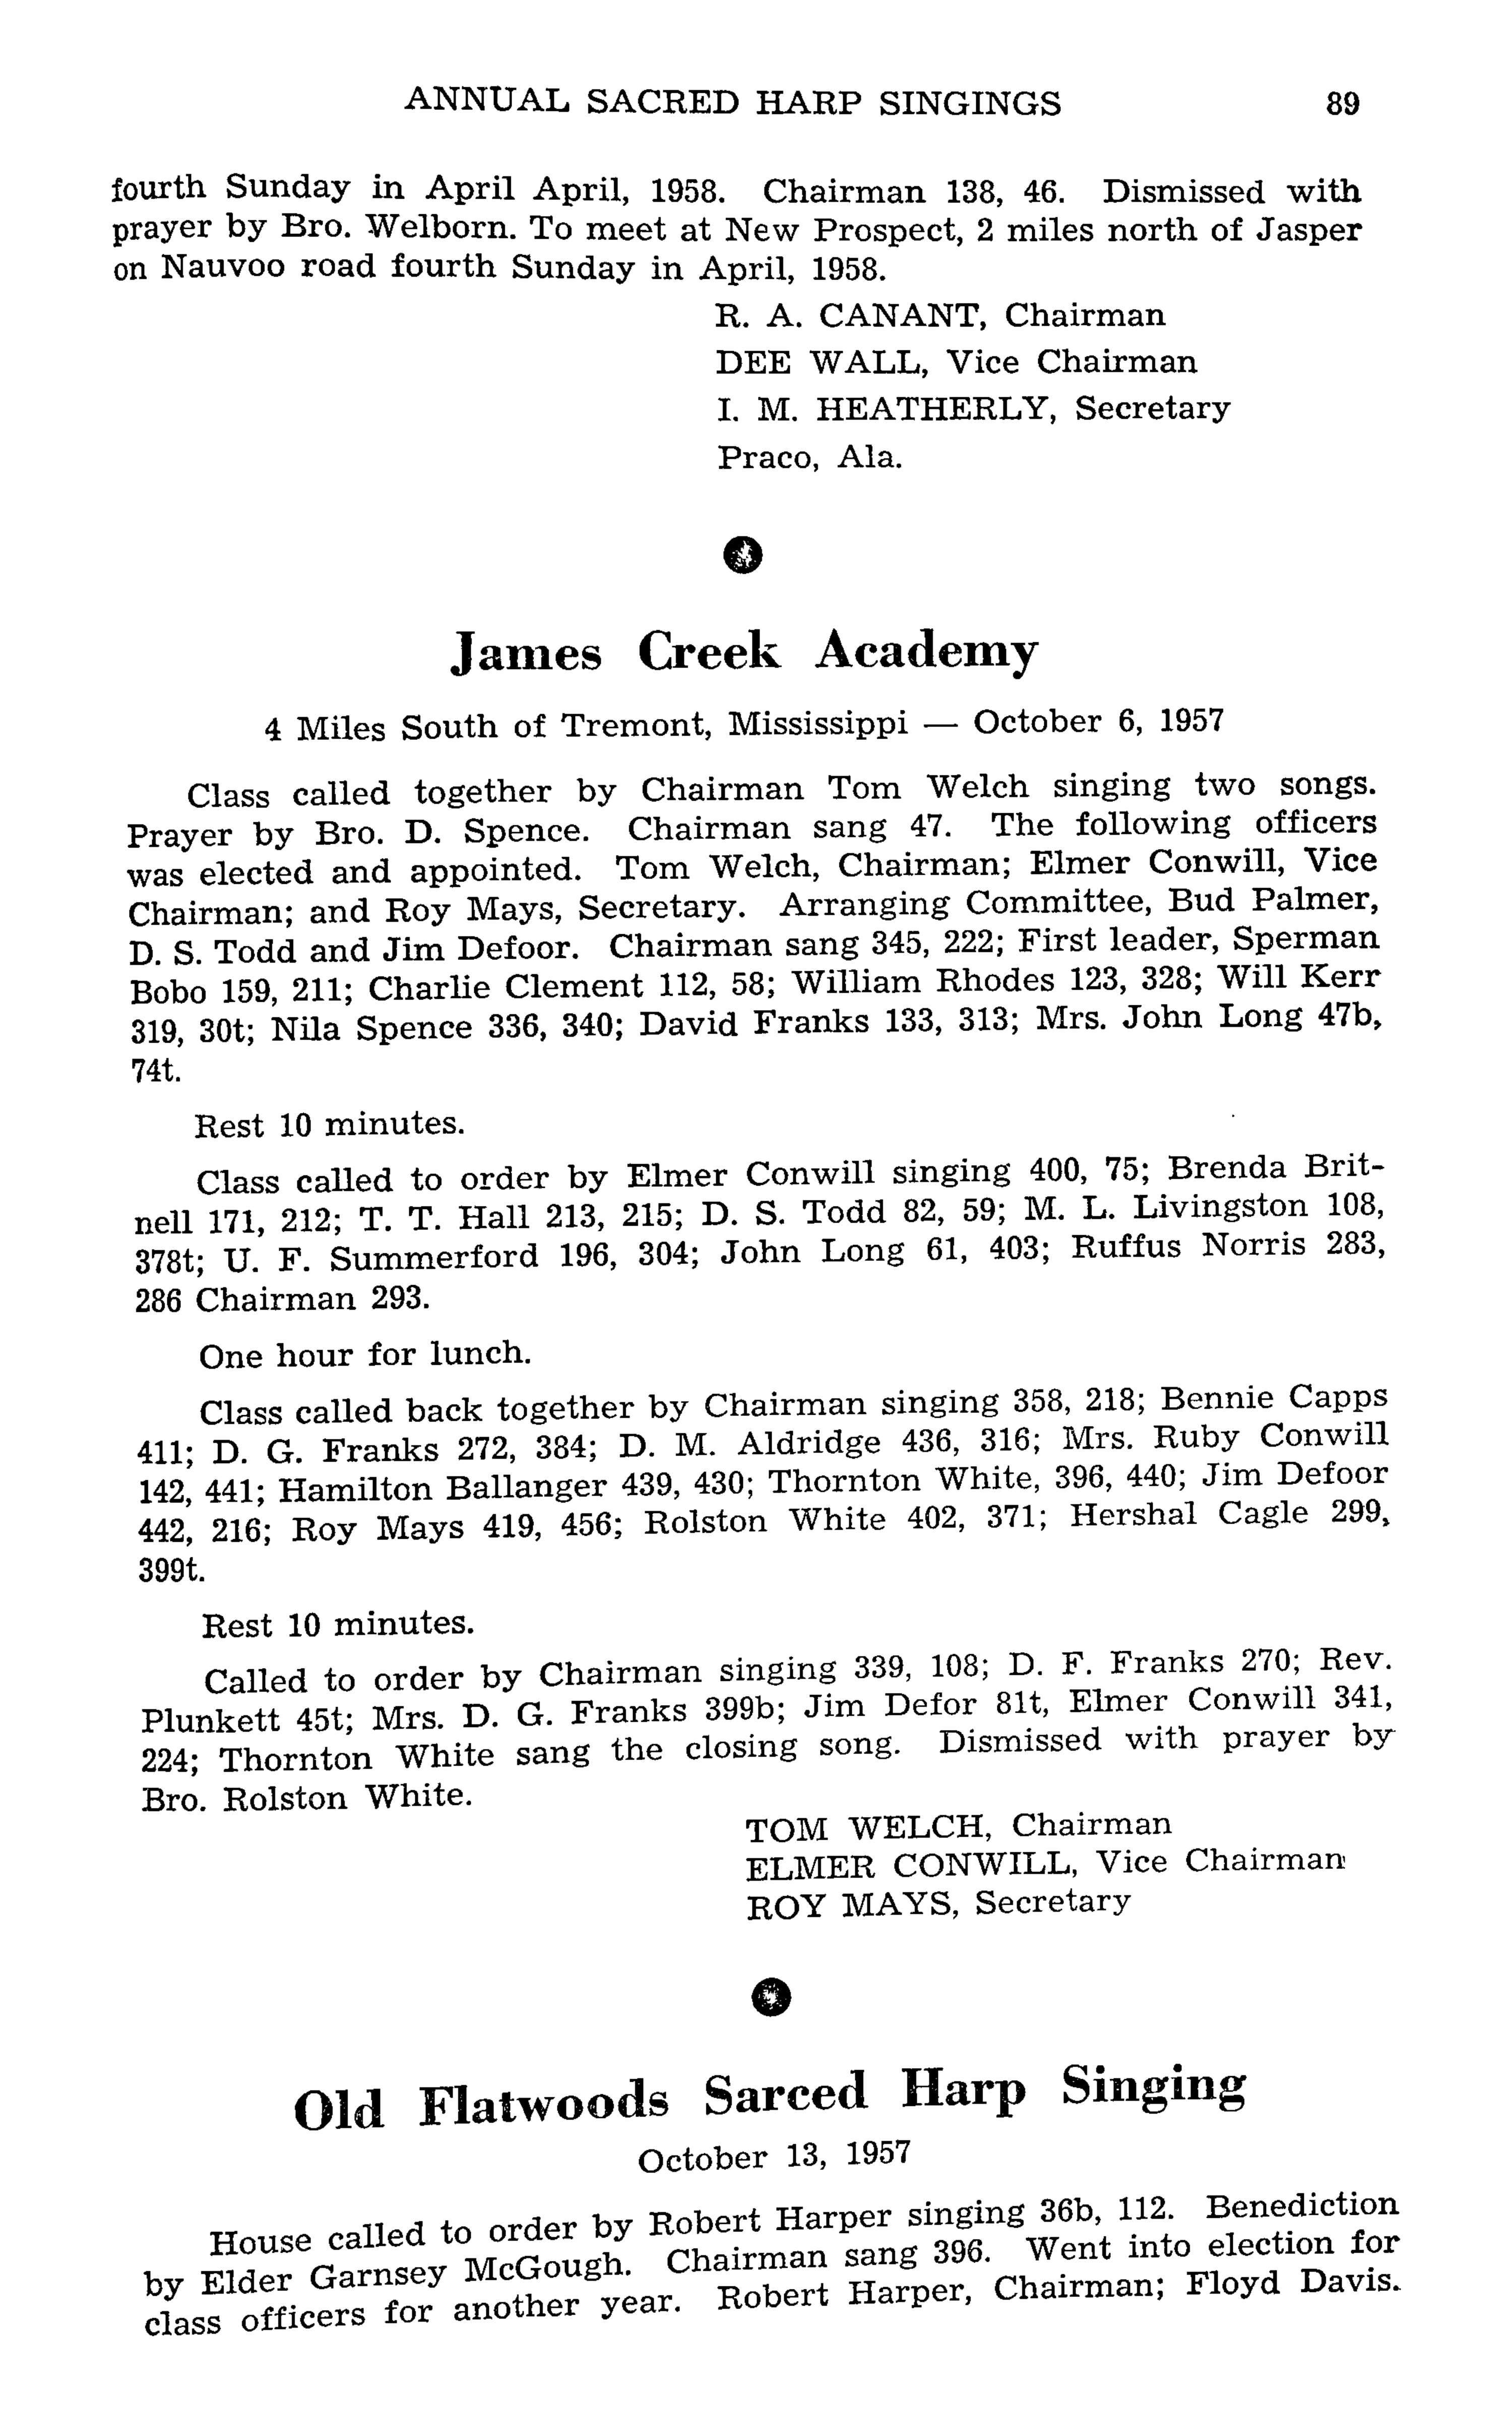 ANNUAL SACRED HARP SINGINGS 89
fourth Sunday in April April, 1958. Chairman 138, 46. Dismissed with
prayer by Bro. Welborn. To meet at New Prospect, 2 miles north of Jasper
on Nauvoo road fourth Sunday in April, 1958.
R. A. CANANT, Chairman
DEE WALL, Vice Chairman
I. M. HEATHERLY, Secretary
Praco, Ala.
James Creek Academy
4 Miles South of Tremont, Mississippi — October 6, 1957
Class called together by Chairman Tom Welch singing two songs.
Prayer by Bro. D. Spence. Chairman sang 47. The following officers
was elected and appointed. Tom Welch, Chairman; Elmer Conwill, Vice
Chairman; and Roy Mays, Secretary. Arranging Committee, Bud Palmer,
D. S. Todd and Jim Defoor. Chairman sang 345, 222; First leader, Sperman
Bobo 159, 211; Charlie Clement 112, 58; William Rhodes 123, 328; Will Kerr
319, 30t; Nila Spence 336, 340; David Franks 133, 313; Mrs. John Long 47b,
74t.
Rest 10 minutes.
Class called to order by Elmer Conwill singing 400, 75; Brenda Brit-
nell 171, 212; T. T. Hall 213, 215; D. S. Todd 82, 59; M. L. Livingston 108,
378t; U. F. Summerford 196, 304; John Long 61, 403; Ruffus Norris 283,
286 Chairman 293.
One hour for lunch.
Class called back together by Chairman singing 358, 218; Bennie Capps
411; D. G. Franks 272, 384; D. M. Aldridge 436, 316; Mrs. Ruby Conwill
142, 441; Hamilton Ballanger 439, 430; Thornton White, 396, 440; Jim Defoor
442, 216; Roy Mays 419, 456; Rolston White 402, 371; Hershal Cagle 299,
399t.
Rest 10 minutes.
Called to order by Chairman singing 339, 108; D. F. Franks 270; Rev.
Plunkett 45t; Mrs. D. G. Franks 399b; Jim Defor 81t, Elmer Conwill 341,
224; Thornton White sang the closing song. Dismissed with prayer by
Bro. Rolston White.
TOM WELCH, Chairman
ELMER CONWILL, Vice Chairman
ROY MAYS, Secretary
Old Flatwoods Sarced Harp Singing
October 13, 1957
House called to order by Robert Harper singing 36b, 112. Benediction
by Elder Garnsey McGough. Chairman sang 396. Went into election for
class officers for another year. Robert Harper, Chairman; Floyd Davis.